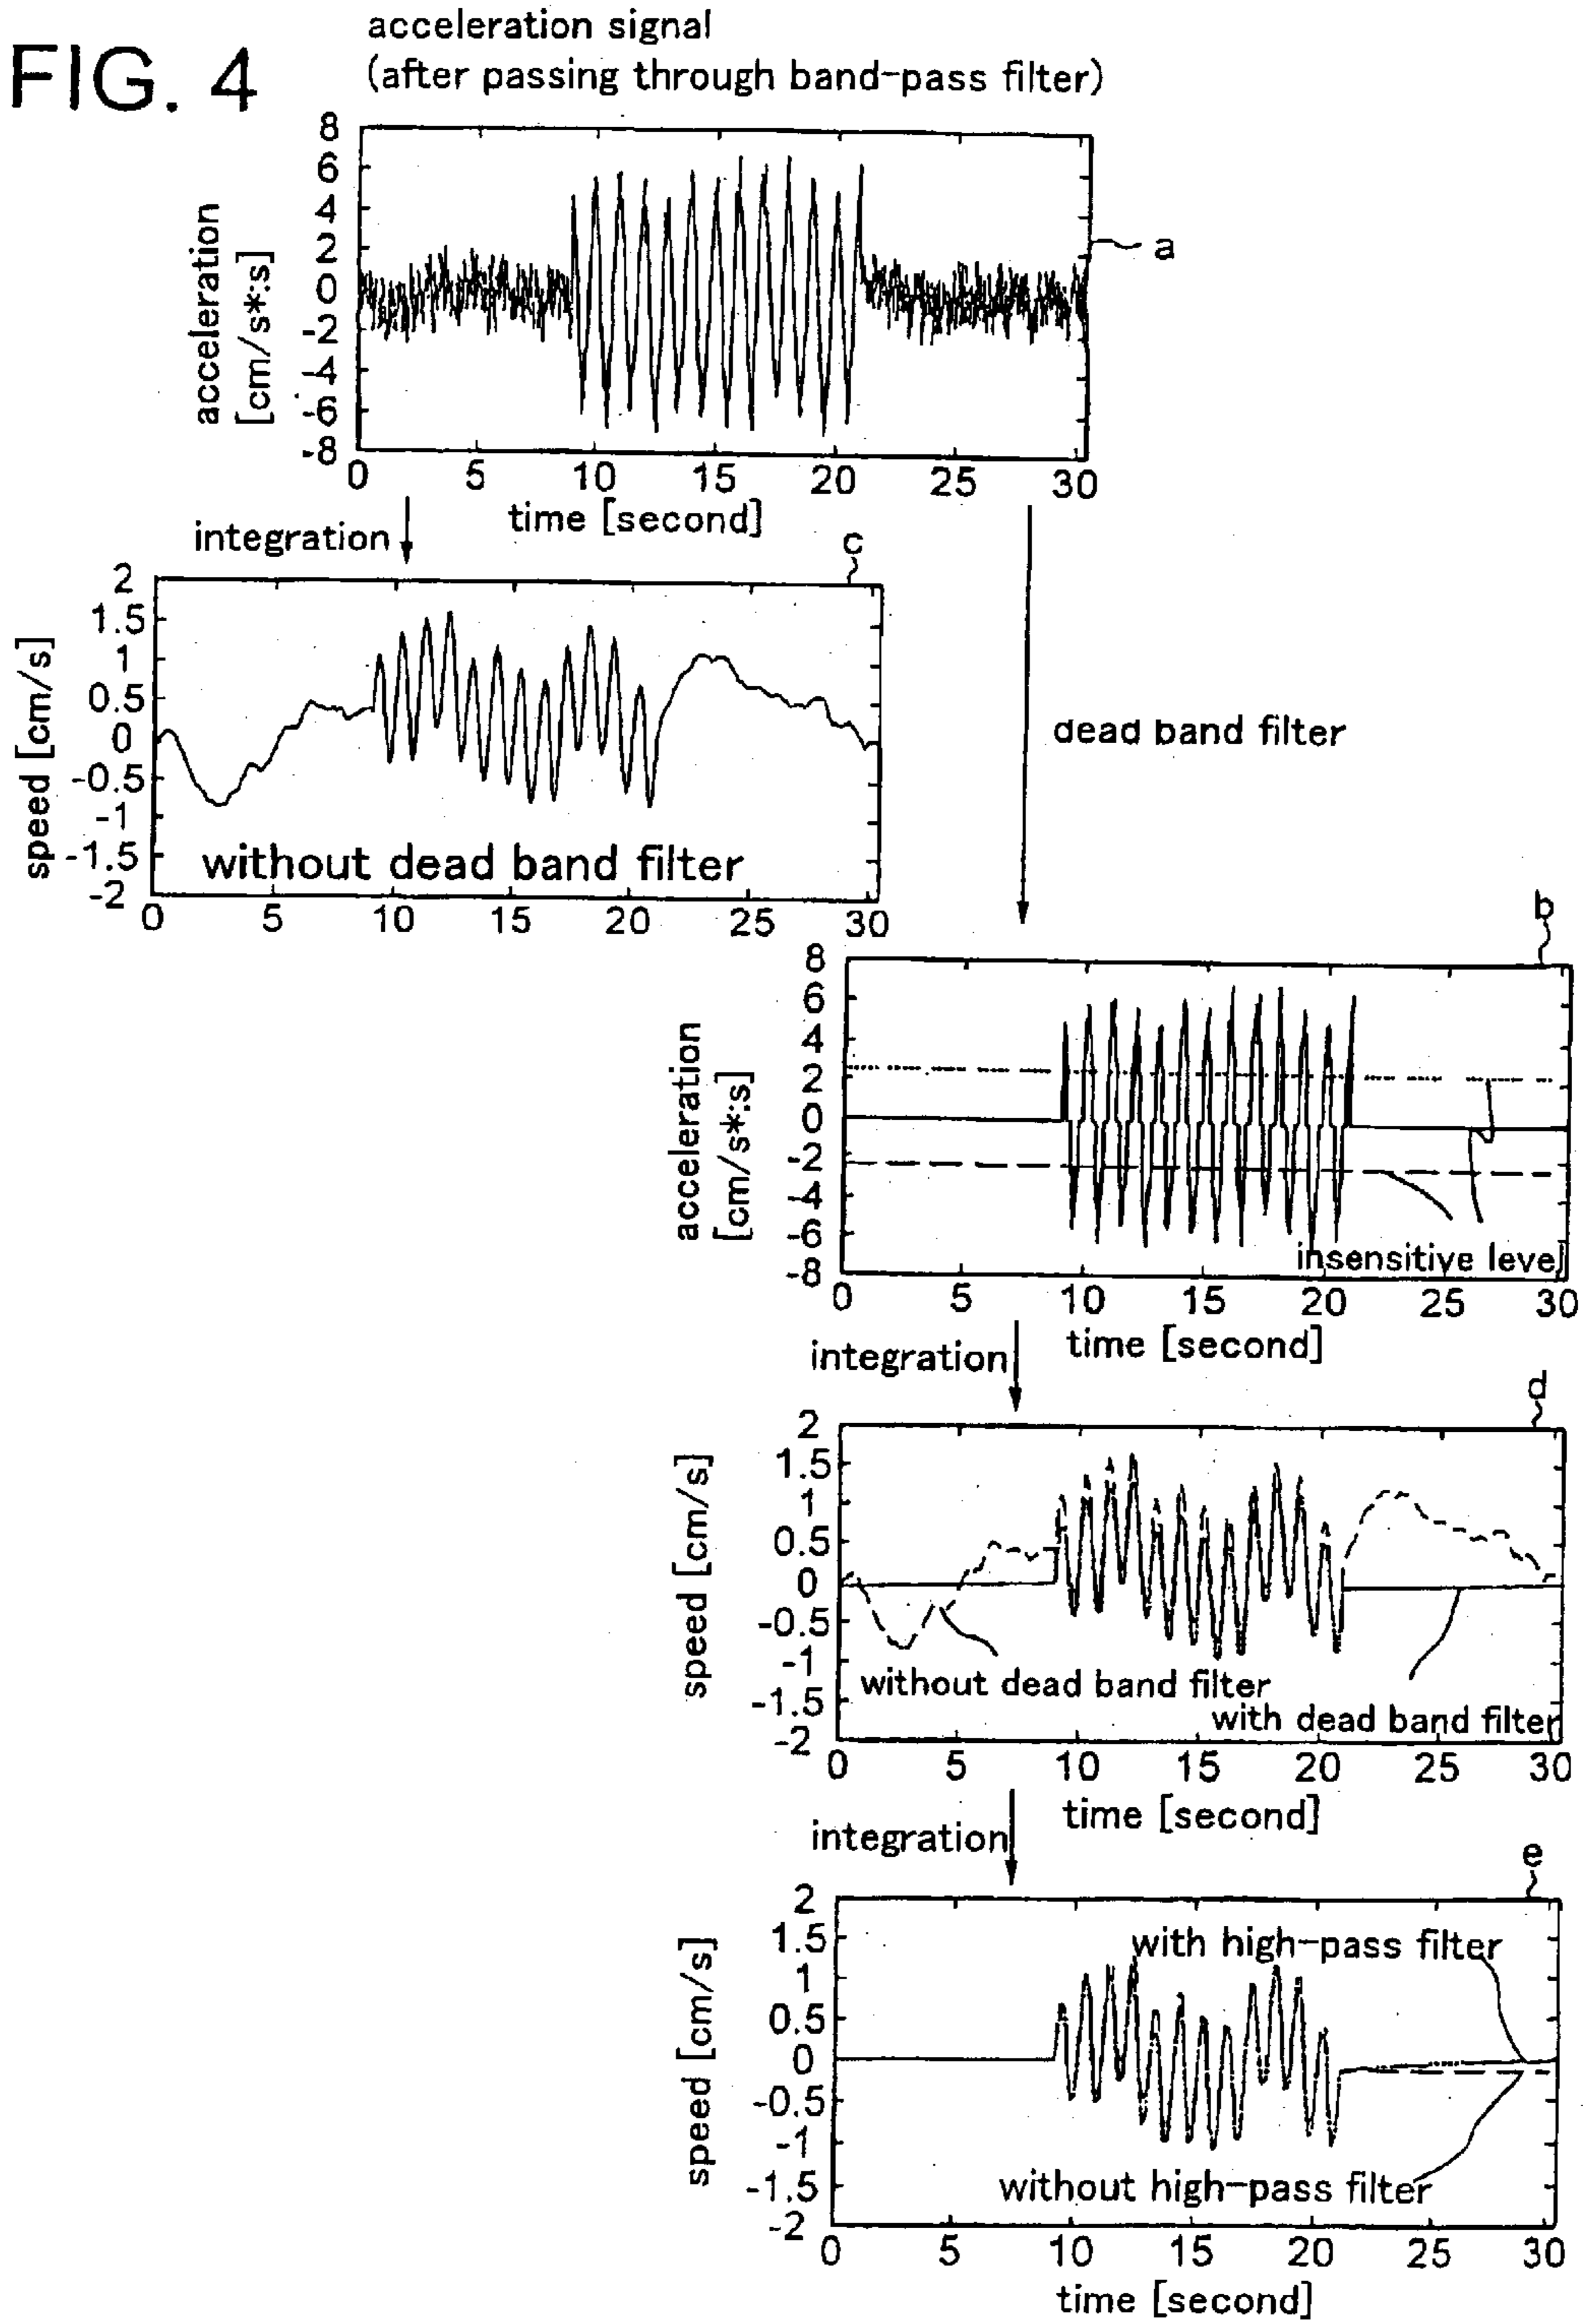 FIG. 4
acceleration signal
(after passing through band-pass filter)
8
6
4
2
0
-2
-4
-6
-8
acceleration
[cm/s*:s]
a
0 5 10 15 20 25 30
time [second]
integration
c
2
1.5
1
0.5
0
-0.5
-1
-1.5
-2
speed [cm/s]
without dead band filter
0 5 10 15 20 25 30
dead band filter
b
8
6
4
2
0
-2
-4
-6
-8
acceleration
[cm/s*:s]
insensitive level
0 5 10 15 20 25 30
time [second]
integration
d
2
1.5
1
0.5
0
-0.5
-1
-1.5
-2
speed [cm/s]
without dead band filter
with dead band filter
0 5 10 15 20 25 30
time [second]
integration
e
2
1.5
1
0.5
0
-0.5
-1
-1.5
-2
speed [cm/s]
with high-pass filter
without high-pass filter
0 5 10 15 20 25 30
time [second]